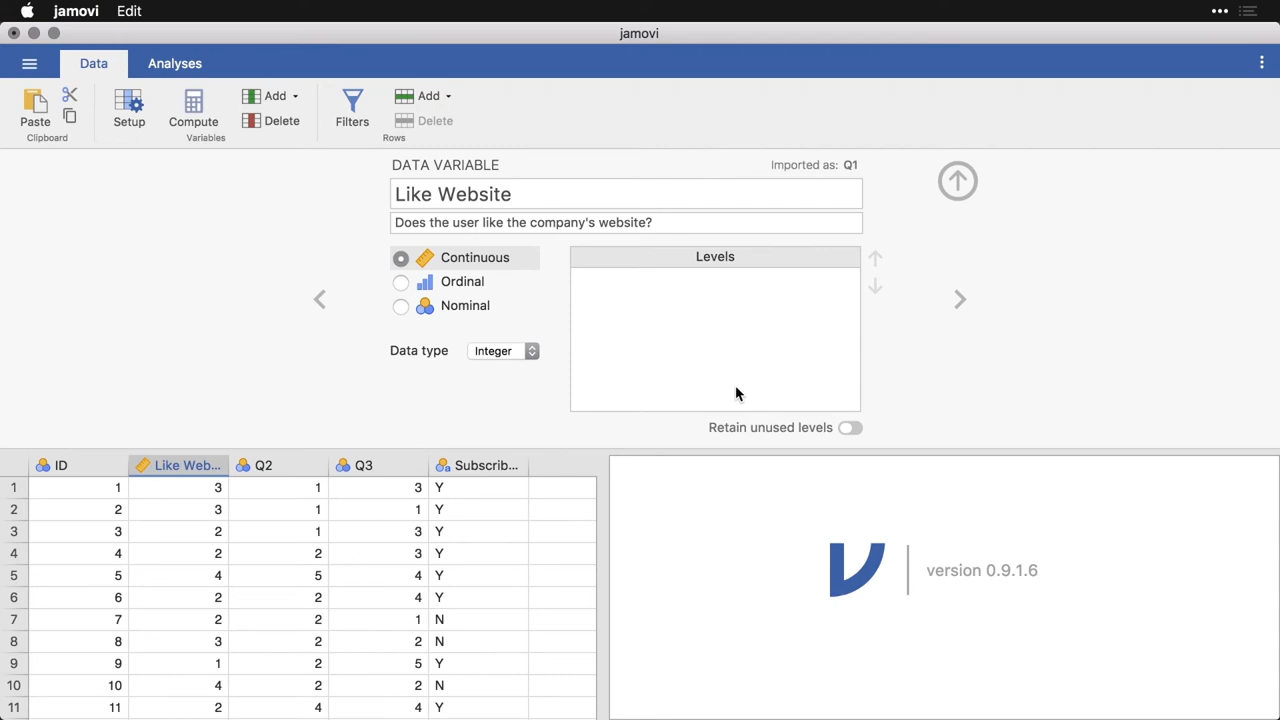 jamovi Edit
jamovi
Data Analyses
Paste Setup Compute Add Delete Filters Add Delete
Clipboard Variables Rows
DATA VARIABLE Imported as: Q1
Like Website
Does the user like the company's website?
Continuous Levels
Ordinal
Nominal
Data type Integer
Retain unused levels
ID Like Web... Q2 Q3 Subscrib...
1 1 3 1 3 Y
2 2 3 1 1 Y
3 3 2 1 3 Y
4 4 2 2 3 Y
5 5 4 5 4 Y
6 6 2 2 4 Y
7 7 2 2 1 N
8 8 3 2 2 N
9 9 1 2 5 Y
10 10 4 2 2 N
11 11 2 4 4 Y
version 0.9.1.6